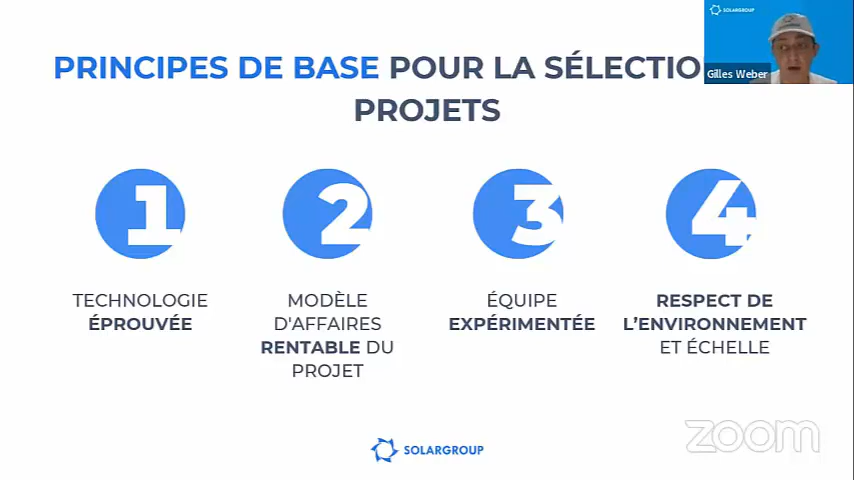 SOLARGROUP
Gilles Weber
PRINCIPES DE BASE POUR LA SÉLECTIO
PROJETS
1
2
3
4
TECHNOLOGIE
ÉPROUVÉE
MODÈLE
D'AFFAIRES
RENTABLE DU
PROJET
ÉQUIPE
EXPÉRIMENTÉE
RESPECT DE
L’ENVIRONNEMENT
ET ÉCHELLE
SOLARGROUP
zoom